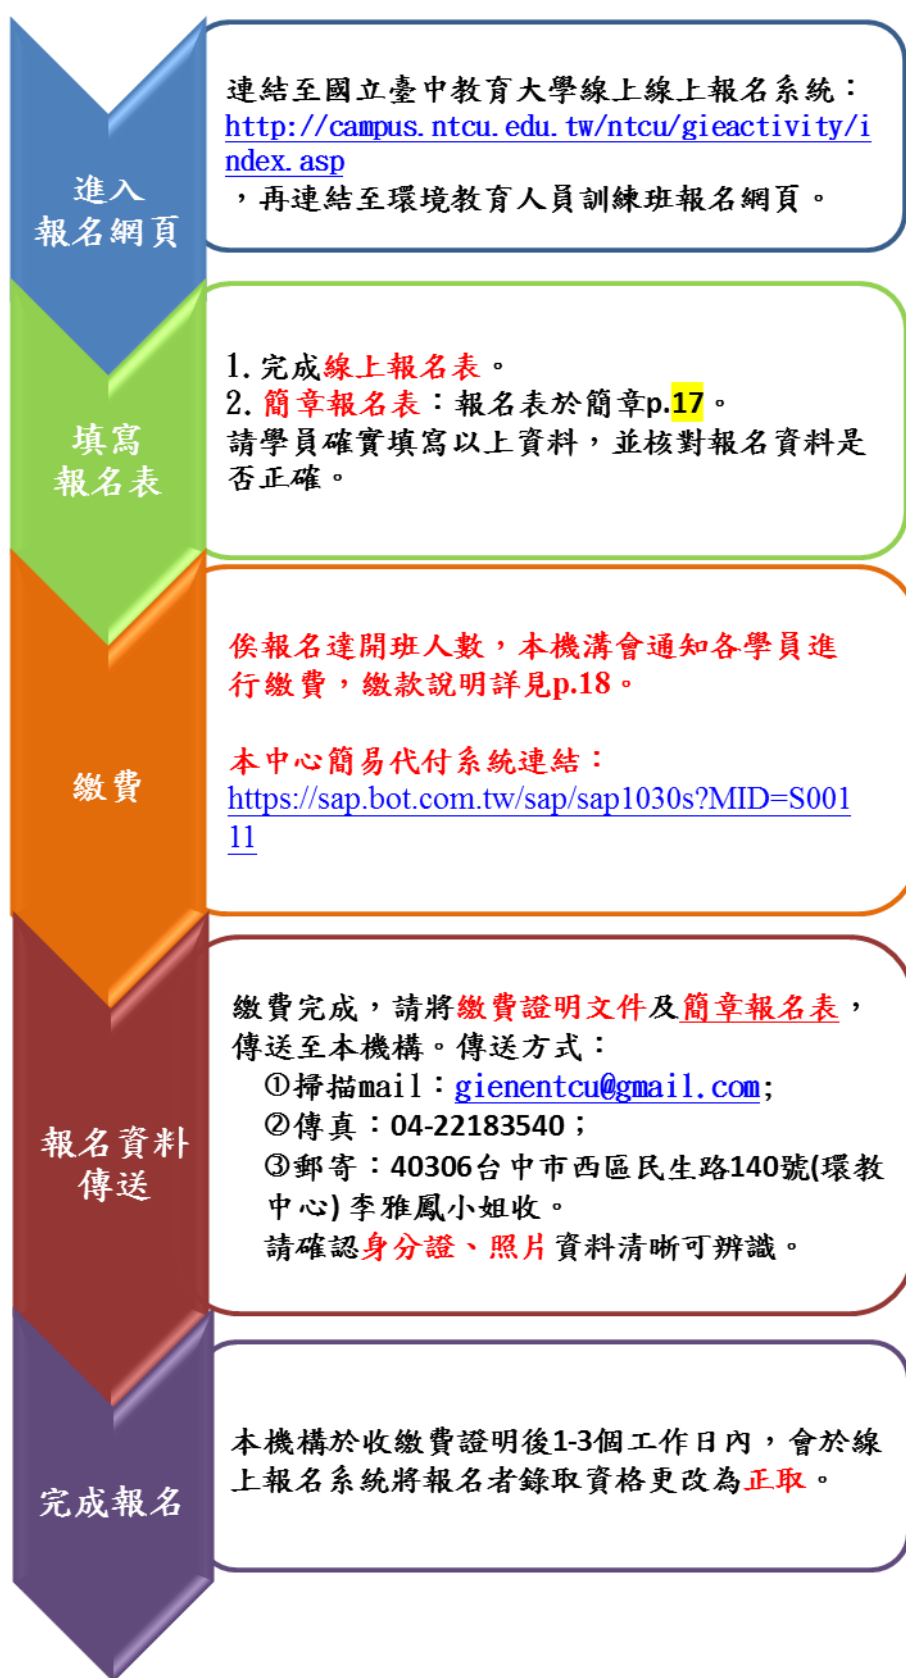 進入
報名網頁
連結至國立臺中教育大學線上線上報名系統：
http://campus.ntcu.edu.tw/ntcu/gieactivity/i
ndex.asp
，再連結至環境教育人員訓練班報名網頁。
填寫
報名表
1. 完成線上報名表。
2. 簡章報名表：報名表於簡章p.17。
請學員確實填寫以上資料，並核對報名資料是
否正確。
繳費
俟報名達開班人數，本機溝會通知各學員進
行繳費，繳款說明詳見p.18。
本中心簡易代付系統連結：
https://sap.bot.com.tw/sap/sap1030s?MID=S001
11
報名資料
傳送
繳費完成，請將繳費證明文件及簡章報名表，
傳送至本機構。傳送方式：
①掃描mail：gienentcu@gmail.com;
②傳真：04-22183540；
③郵寄：40306台中市西區民生路140號(環教
中心) 李雅鳳小姐收。
請確認身分證、照片資料清晰可辨識。
完成報名
本機構於收繳費證明後1-3個工作日內，會於線
上報名系統將報名者錄取資格更改為正取。